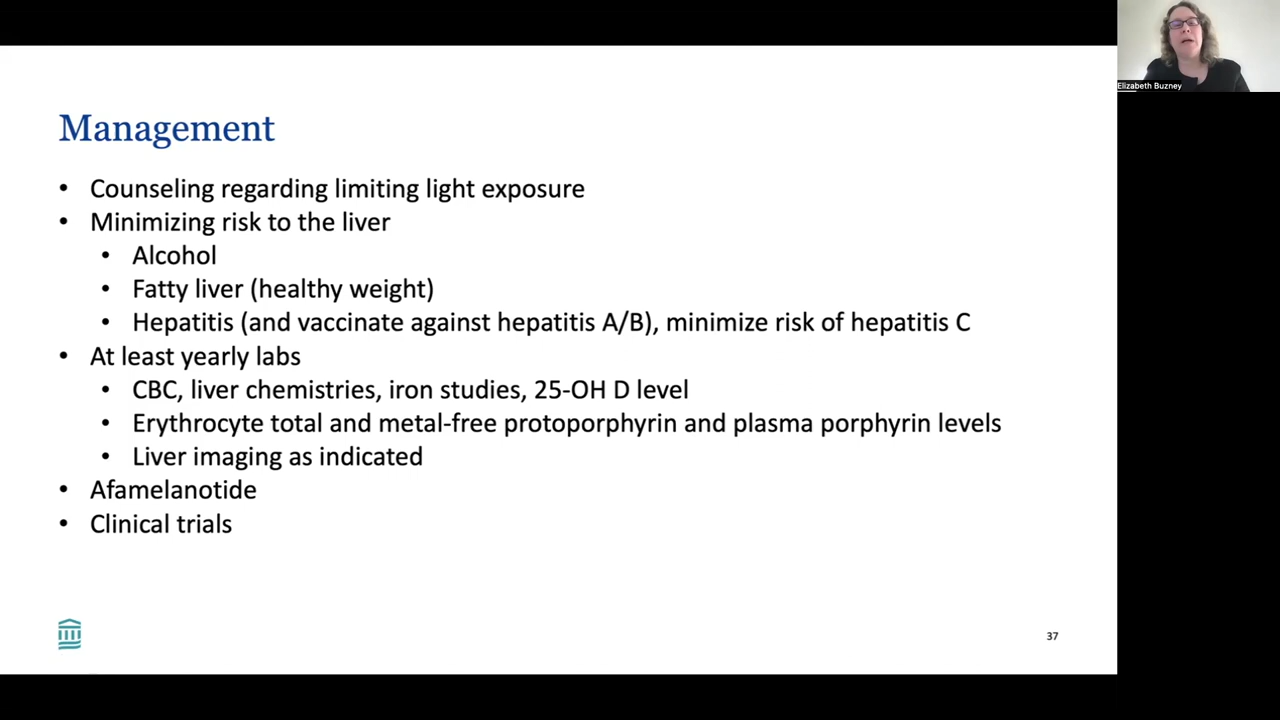 Elizabeth Buzney
Management
• Counseling regarding limiting light exposure
• Minimizing risk to the liver
• Alcohol
• Fatty liver (healthy weight)
• Hepatitis (and vaccinate against hepatitis A/B), minimize risk of hepatitis C
• At least yearly labs
• CBC, liver chemistries, iron studies, 25-OH D level
• Erythrocyte total and metal-free protoporphyrin and plasma porphyrin levels
• Liver imaging as indicated
• Afamelanotide
• Clinical trials
37